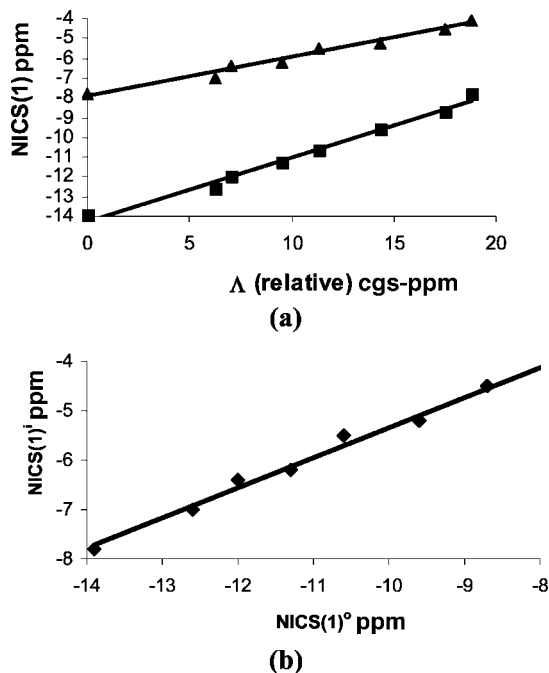 -4
-5
-6
-7
-8
-9
-10
-11
-12
-13
-14
NICS(1) ppm
0 5 10 15 20
Λ (relative) cgs-ppm
(a)
-4
-5
-6
-7
-8
NICS(1)ⁱ ppm
-14 -13 -12 -11 -10 -9 -8
NICS(1)ᵒ ppm
(b)